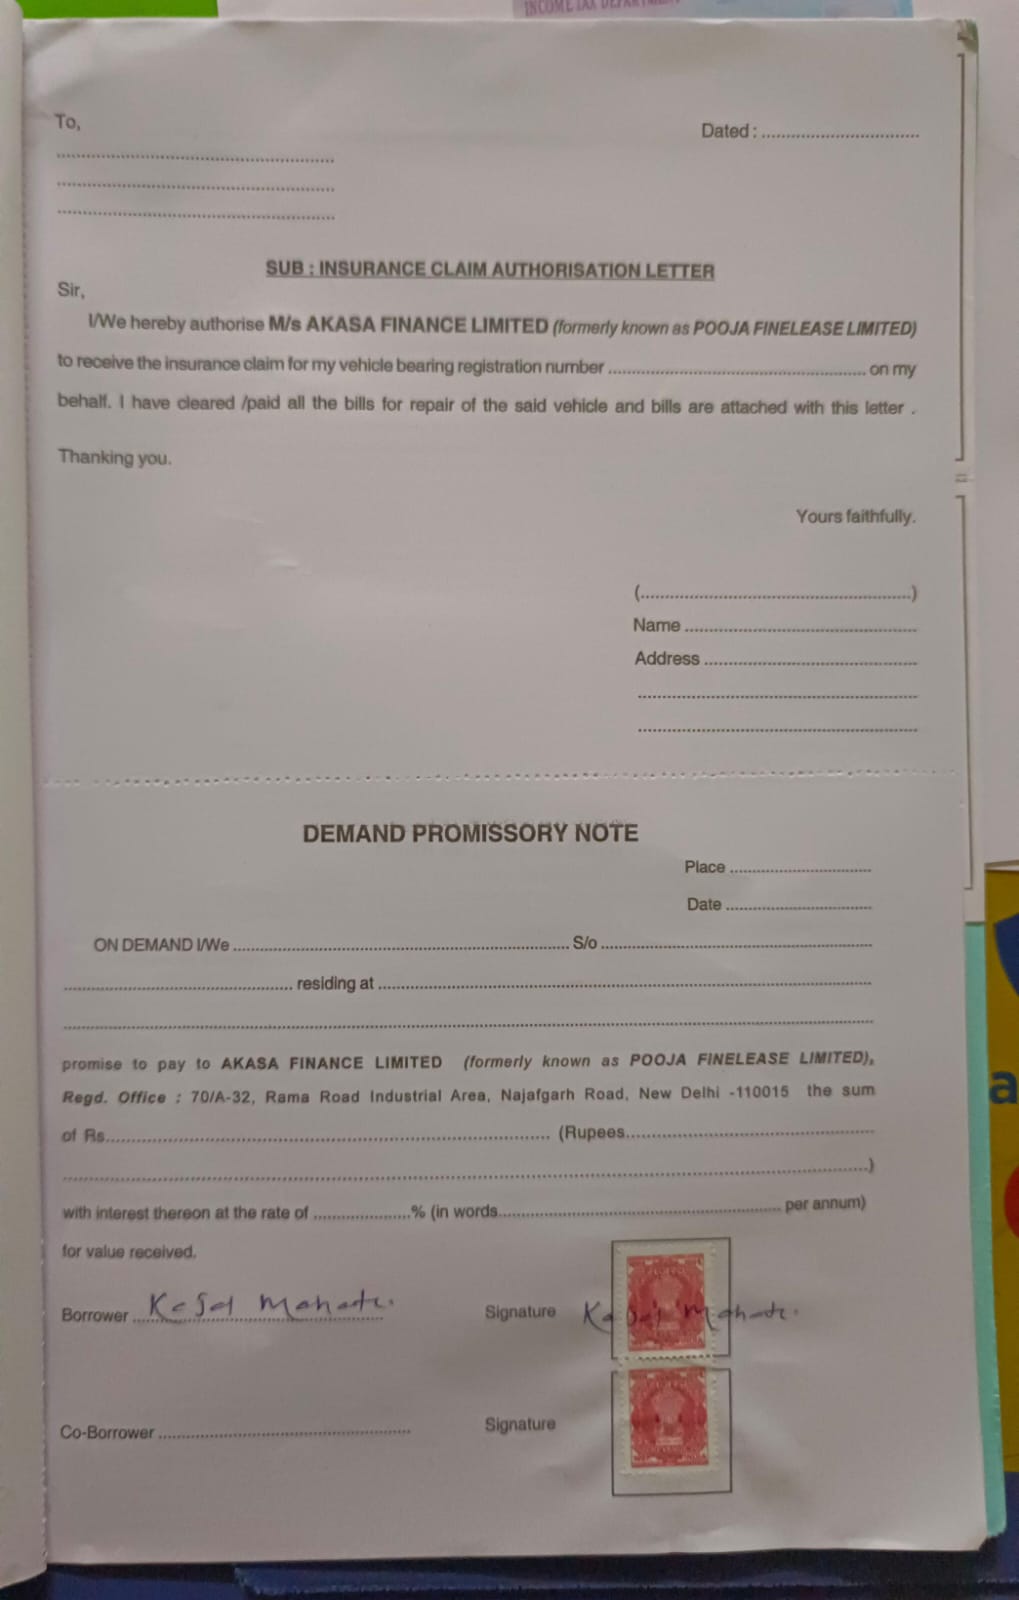 INCOME TAX DEPARTMENT
To,
Dated : ................................
................................................
................................................
................................................
SUB : INSURANCE CLAIM AUTHORISATION LETTER
Sir,
I/We hereby authorise M/s AKASA FINANCE LIMITED (formerly known as POOJA FINELEASE LIMITED)
to receive the insurance claim for my vehicle bearing registration number ................................................ on my
behalf. I have cleared /paid all the bills for repair of the said vehicle and bills are attached with this letter .
Thanking you.
Yours faithfully.
(................................................)
Name ................................................
Address ................................................
................................................
................................................
DEMAND PROMISSORY NOTE
Place ................................
Date ................................
ON DEMAND I/We ................................................ S/o ................................................
................................................ residing at ................................................
................................................
promise to pay to AKASA FINANCE LIMITED (formerly known as POOJA FINELEASE LIMITED),
Regd. Office : 70/A-32, Rama Road Industrial Area, Najafgarh Road, New Delhi -110015 the sum
of Rs................................................ (Rupees................................................
................................................)
with interest thereon at the rate of .....................% (in words................................................ per annum)
for value received.
Borrower ................ Signature
Co-Borrower ................................................ Signature